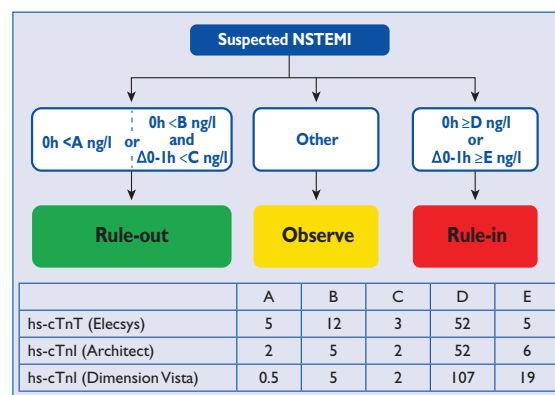 Suspected NSTEMI
0h <A ng/l or
0h <B ng/l
and
Δ0-1h <C ng/l
Other
0h ≥D ng/l
or
Δ0-1h ≥E ng/l
Rule-out
Observe
Rule-in
A B C D E
hs-cTnT (Elecsys) 5 12 3 52 5
hs-cTnI (Architect) 2 5 2 52 6
hs-cTnI (Dimension Vista) 0.5 5 2 107 19